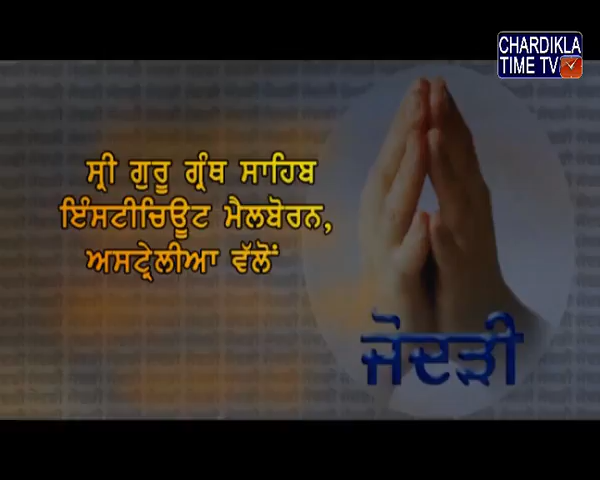 CHARDIKLA
TIME TV
ਸ੍ਰੀ ਗੁਰੂ ਗ੍ਰੰਥ ਸਾਹਿਬ
ਇੰਸਟੀਚਿਊਟ ਮੈਲਬੋਰਨ,
ਅਸਟ੍ਰੇਲੀਆ ਵੱਲੋਂ
ਜੋਦੜੀ